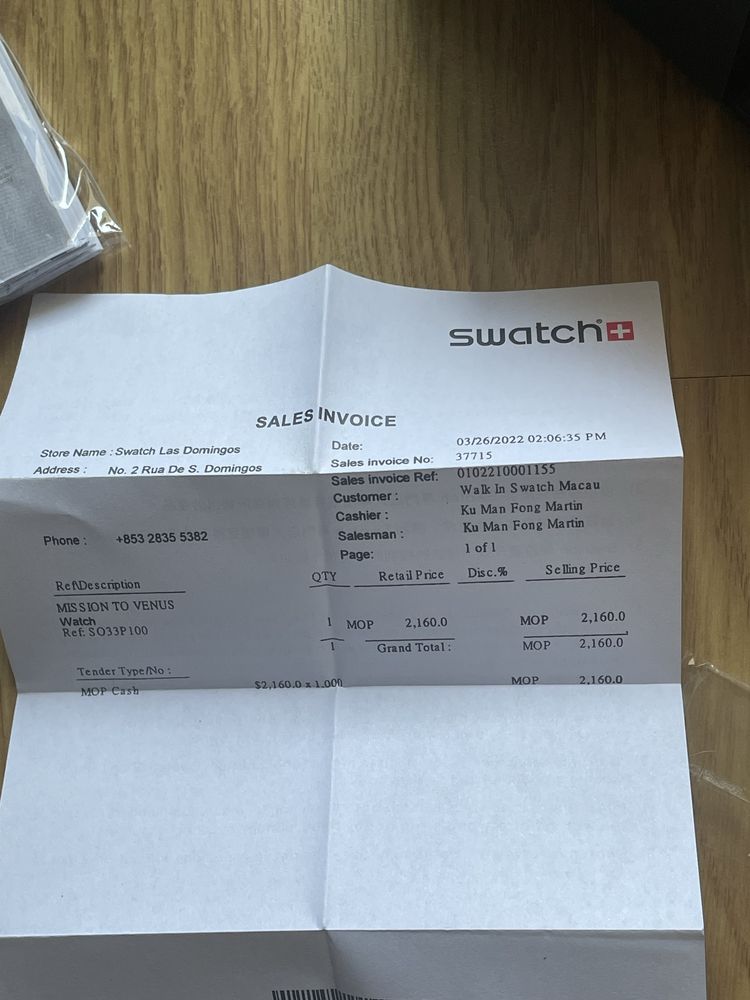 swatch
SALES INVOICE
Store Name : Swatch Las Domingos
Address : No. 2 Rua De S. Domingos
Phone : +853 2835 5382
Date: 03/26/2022 02:06:35 PM
Sales invoice No: 37715
Sales invoice Ref: 0102210001155
Customer : Walk In Swatch Macau
Cashier : Ku Man Fong Martin
Salesman : Ku Man Fong Martin
Page: 1 of 1
Ref\Description QTY Retail Price Disc.% Selling Price
MISSION TO VENUS
Watch 1 MOP 2,160.0 MOP 2,160.0
Ref: SO33P100
1 Grand Total : MOP 2,160.0
Tender Type/No :
MOP Cash $2,160.0 x 1.000 MOP 2,160.0